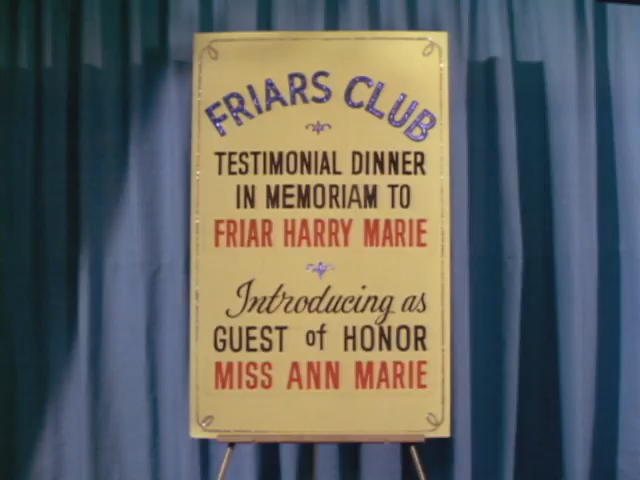 FRIARS CLUB
TESTIMONIAL DINNER
IN MEMORIAM TO
FRIAR HARRY MARIE
Introducing as
GUEST of HONOR
MISS ANN MARIE